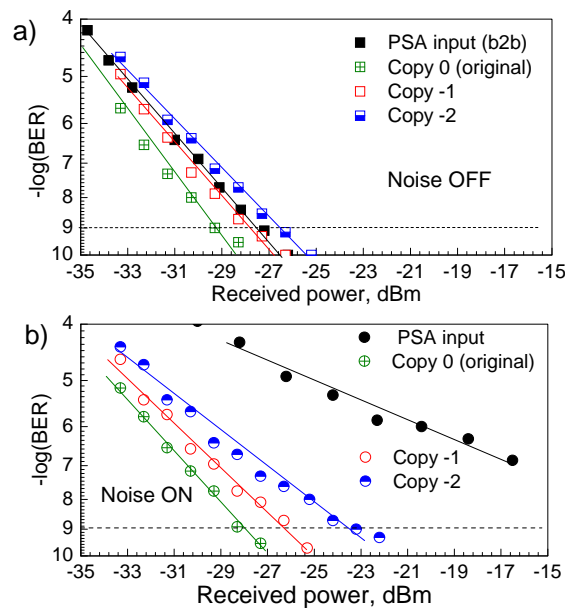 a)
4
PSA input (b2b)
Copy 0 (original)
Copy -1
Copy -2
5
6
7
8
9
10
-log(BER)
Noise OFF
-35 -33 -31 -29 -27 -25 -23 -21 -19 -17 -15
Received power, dBm
b)
4
PSA input
Copy 0 (original)
5
6
7
8
9
10
-log(BER)
Copy -1
Copy -2
Noise ON
-35 -33 -31 -29 -27 -25 -23 -21 -19 -17 -15
Received power, dBm